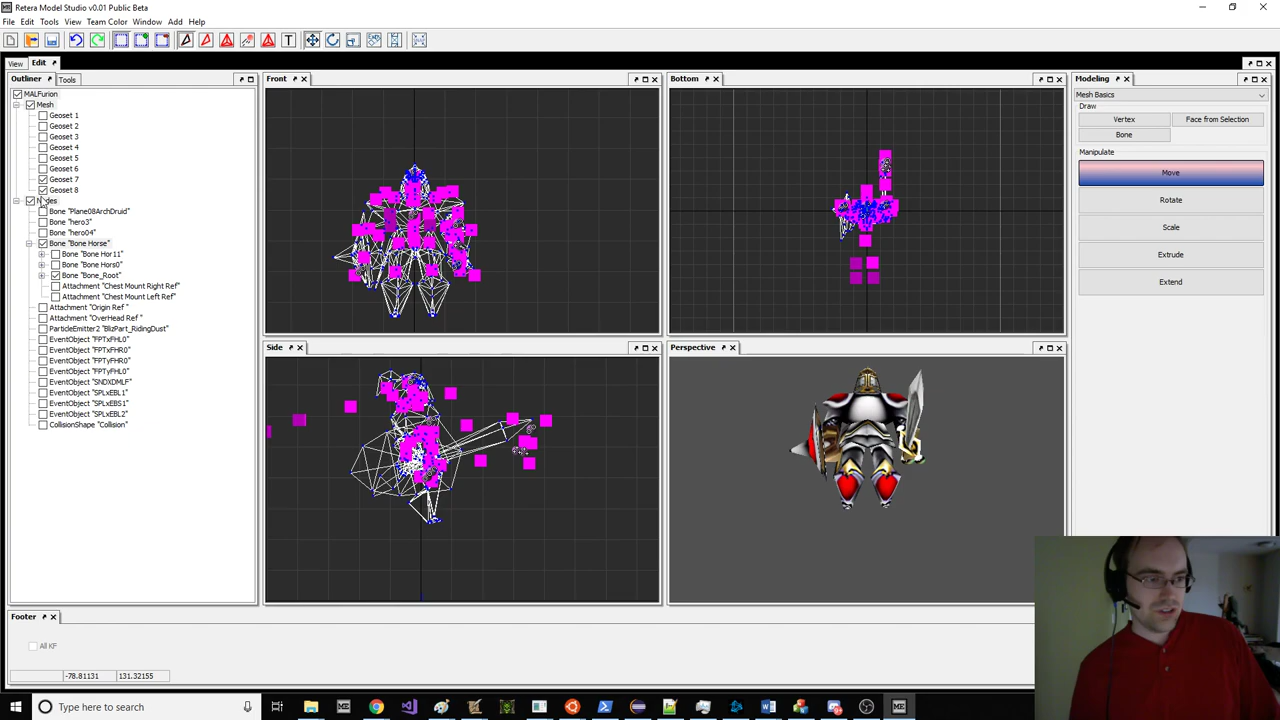 Retera Model Studio v0.01 Public Beta
File Edit Tools View Team Color Window Add Help
View Edit
Outliner Tools
Front
Bottom
Modeling
MALFurion
Mesh
Geoset 1
Geoset 2
Geoset 3
Geoset 4
Geoset 5
Geoset 6
Geoset 7
Geoset 8
Nodes
Bone "Plane08ArchDruid"
Bone "hero3"
Bone "hero04"
Bone "Bone Horse"
Bone "Bone Hor11"
Bone "Bone Hors0"
Bone "Bone_Root"
Attachment "Chest Mount Right Ref"
Attachment "Chest Mount Left Ref"
Attachment "Origin Ref "
Attachment "OverHead Ref "
ParticleEmitter2 "BlizPart_RidingDust"
EventObject "FPTxFHL0"
EventObject "FPTxFHR0"
EventObject "FPTyFHR0"
EventObject "FPTyFHL0"
EventObject "SNDXDMLF"
EventObject "SPLxEBL1"
EventObject "SPLxEBS1"
EventObject "SPLxEBL2"
CollisionShape "Collision"
Side
Perspective
Mesh Basics
Draw
Vertex Face from Selection
Bone
Manipulate
Move
Rotate
Scale
Extrude
Extend
Footer
All KF
-78.81131 131.32155
Type here to search